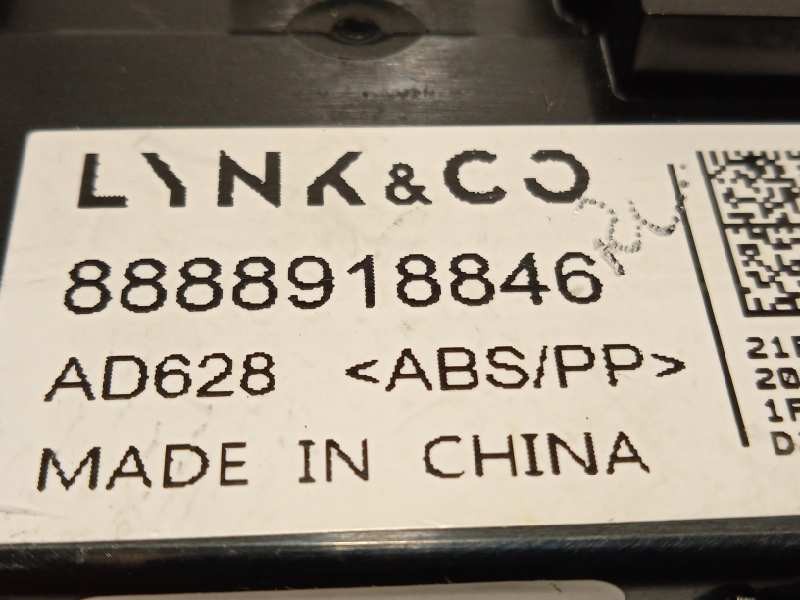 LYNK & CO
8888918846
AD628 <ABS/PP>
MADE IN CHINA